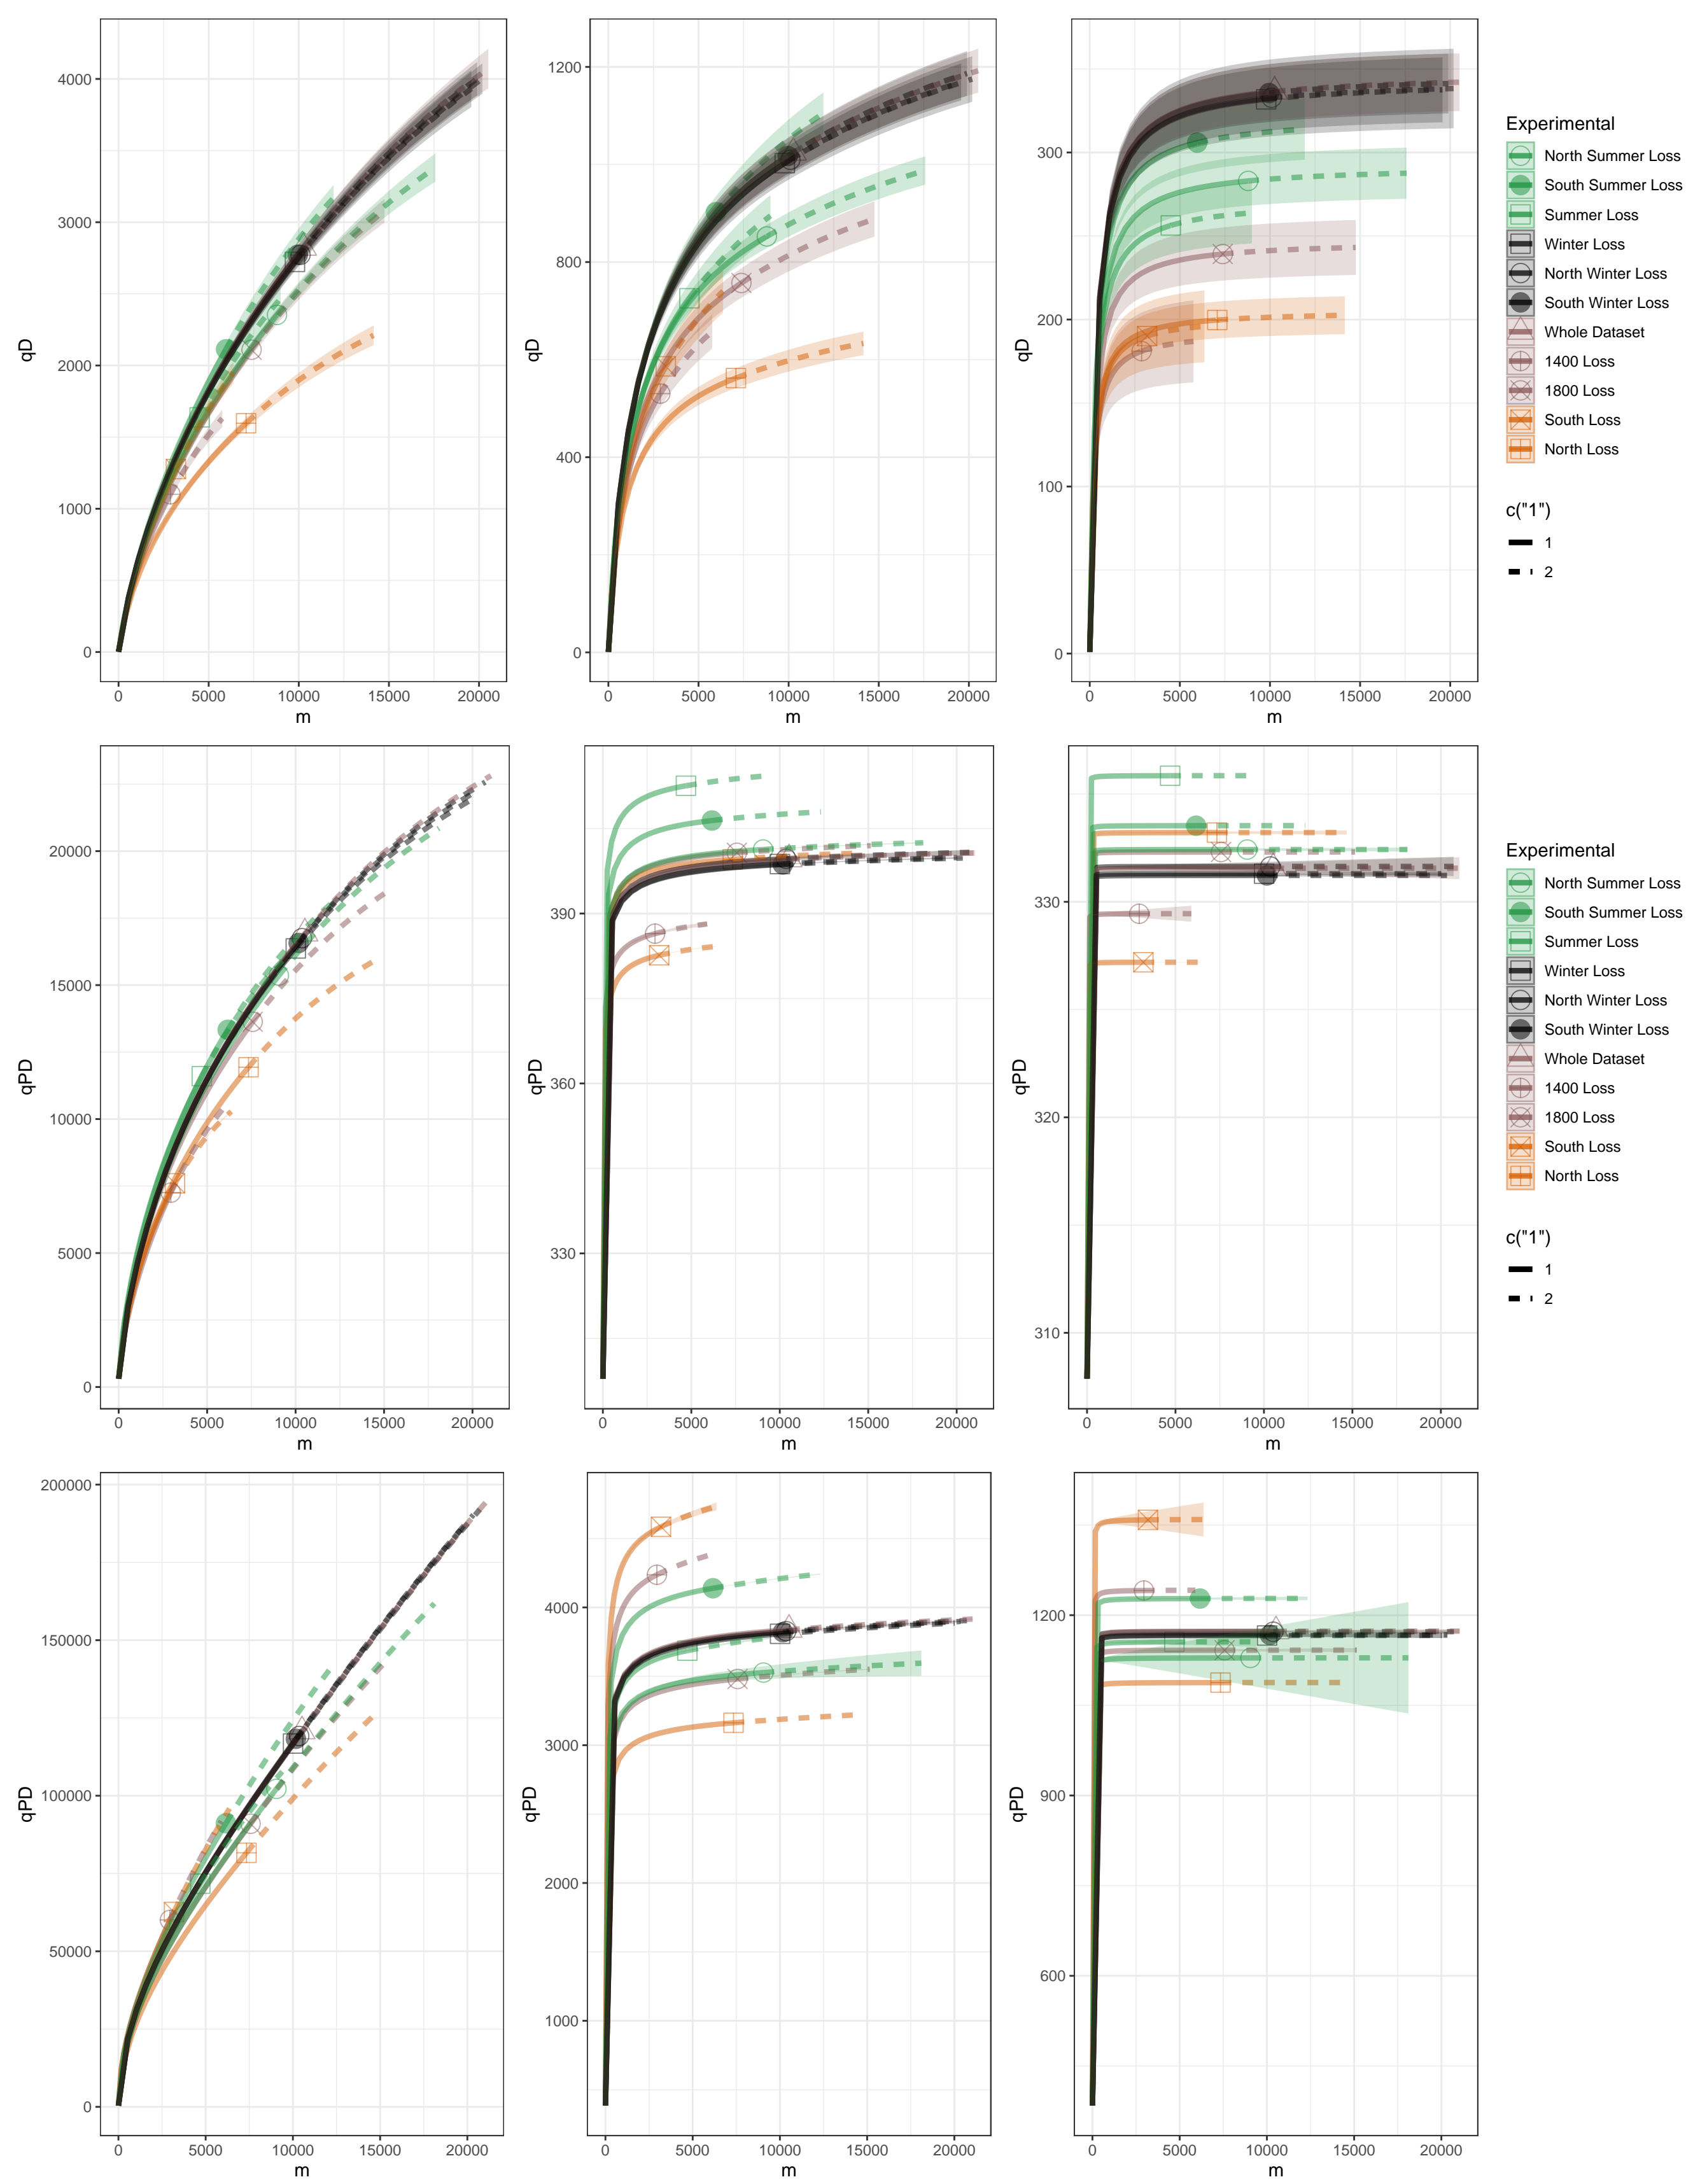 4000
3000
2000
1000
0
qD
0 5000 10000 15000 20000
m
1200
800
400
0
qD
0 5000 10000 15000 20000
m
300
200
100
0
qD
0 5000 10000 15000 20000
m
Experimental
North Summer Loss
South Summer Loss
Summer Loss
Winter Loss
North Winter Loss
South Winter Loss
Whole Dataset
1400 Loss
1800 Loss
South Loss
North Loss
c("1")
1
2
20000
15000
10000
5000
0
qPD
0 5000 10000 15000 20000
m
390
360
330
qPD
0 5000 10000 15000 20000
m
330
320
310
qPD
0 5000 10000 15000 20000
m
Experimental
North Summer Loss
South Summer Loss
Summer Loss
Winter Loss
North Winter Loss
South Winter Loss
Whole Dataset
1400 Loss
1800 Loss
South Loss
North Loss
c("1")
1
2
200000
150000
100000
50000
0
qPD
0 5000 10000 15000 20000
m
4000
3000
2000
1000
qPD
0 5000 10000 15000 20000
m
1200
900
600
qPD
0 5000 10000 15000 20000
m